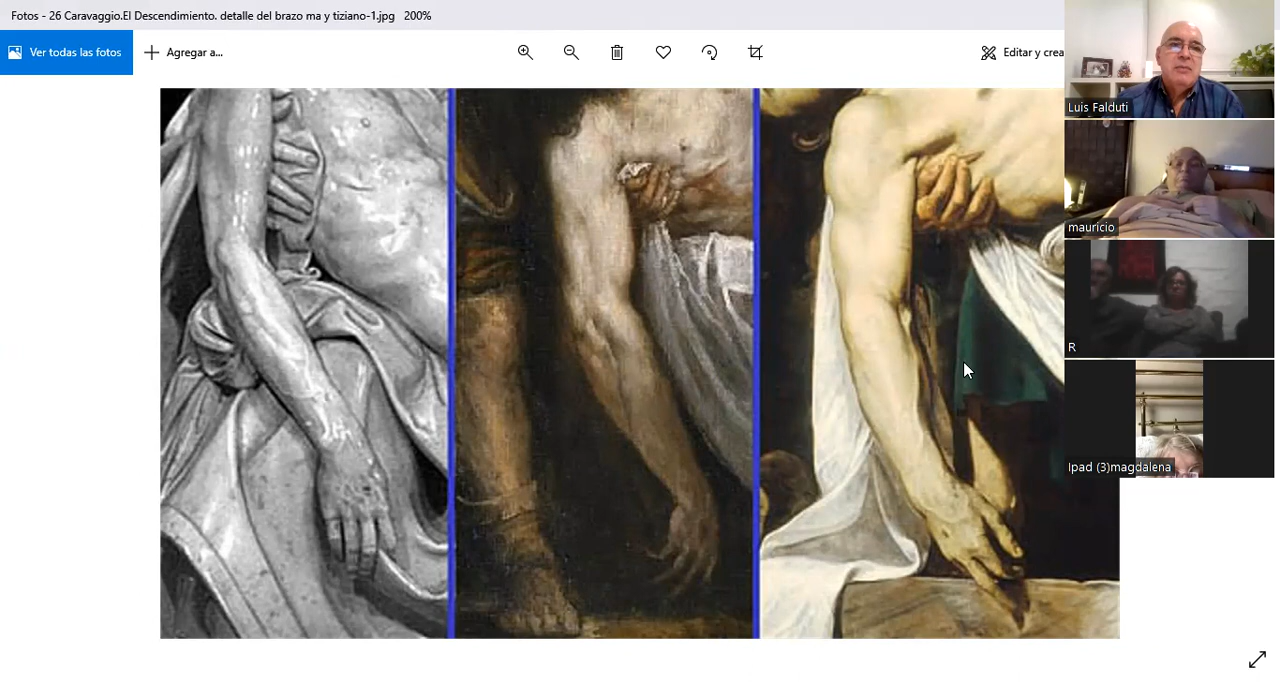 Fotos - 26 Caravaggio.El Descendimiento. detalle del brazo ma y tiziano-1.jpg 200%
Ver todas las fotos
Agregar a...
Editar y crea
Luis Falduti
mauricio
R
Ipad (3)magdalena